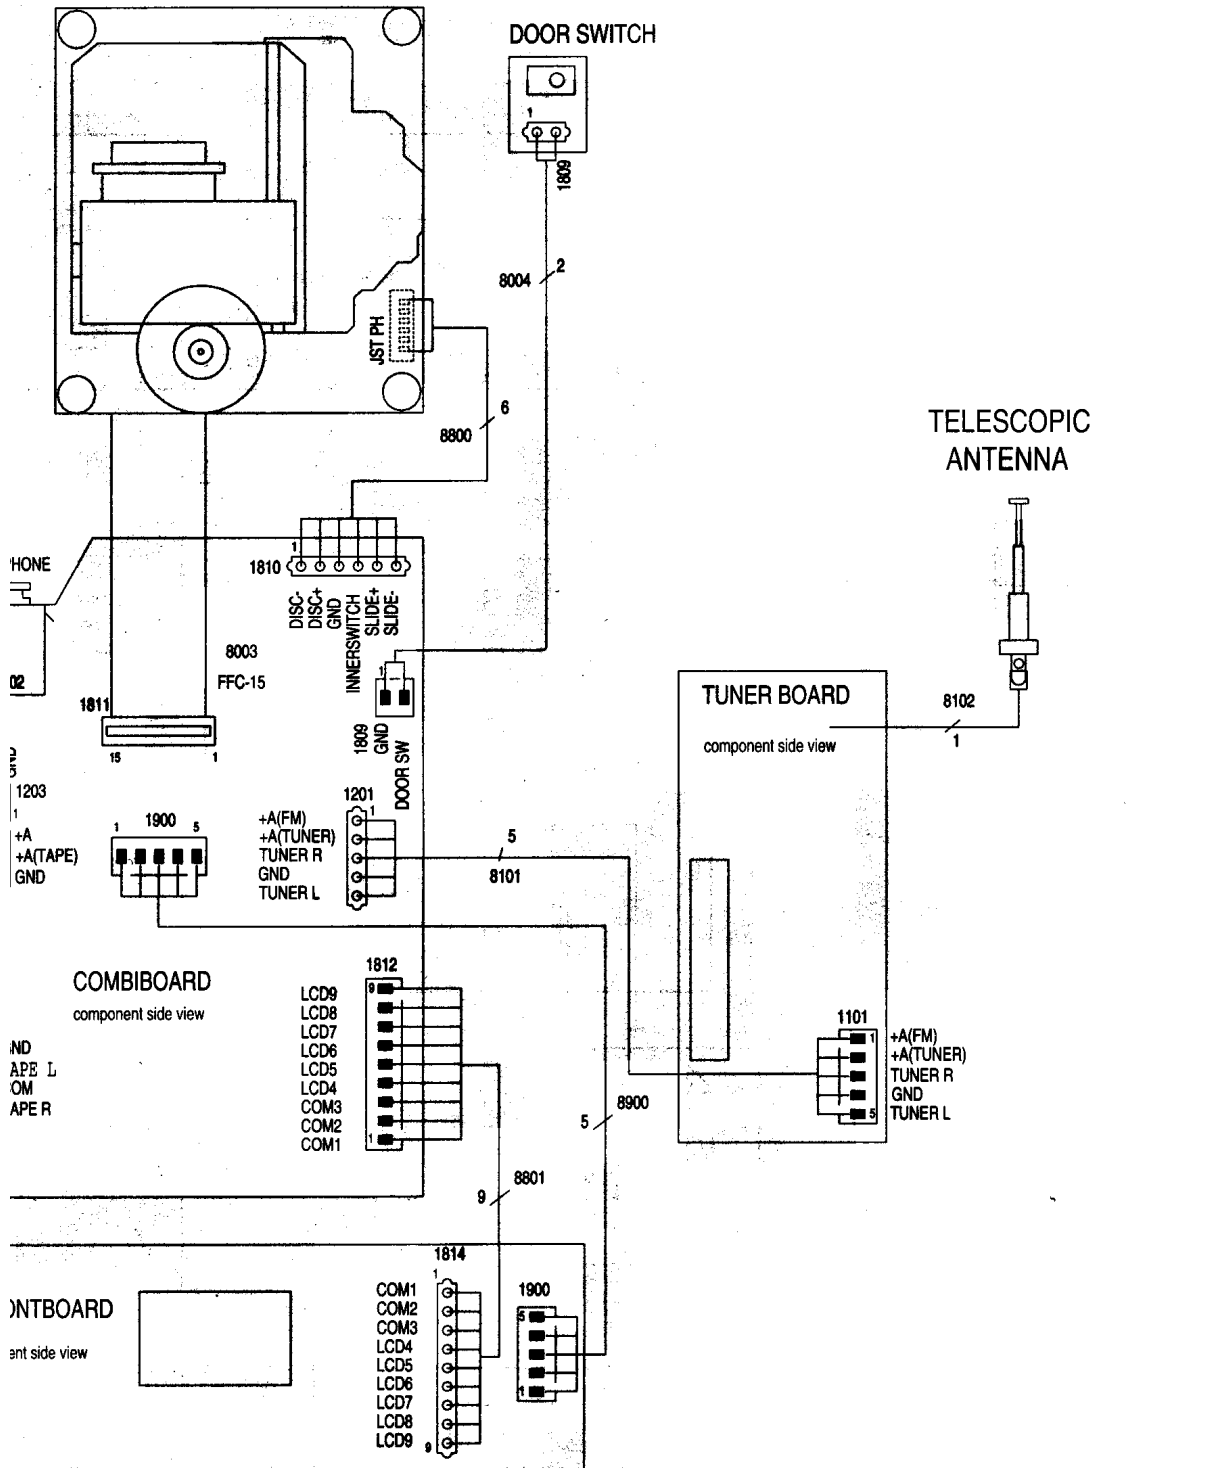 DOOR SWITCH
1
1809
8004
2
JST PH
6
8800
TELESCOPIC
ANTENNA
'HONE
1
1810
DISC-
DISC+
GND
INNERSWITCH
SLIDE+
SLIDE-
8003
FFC-15
02
1811
15
1
1
1809
GND
DOOR SW
TUNER BOARD
component side view
8102
1
GND
1203
1
+A
+A(TAPE)
GND
1
1900
5
1201
1
+A(FM)
+A(TUNER)
TUNER R
GND
TUNER L
5
8101
COMBIBOARD
component side view
1812
9
LCD9
LCD8
LCD7
LCD6
LCD5
LCD4
COM3
COM2
COM1
1
ND
APE L
OM
APE R
1101
1
+A(FM)
+A(TUNER)
TUNER R
GND
TUNER L
5
8900
5
8801
9
1814
1
COM1
COM2
COM3
LCD4
LCD5
LCD6
LCD7
LCD8
LCD9
9
1900
5
1
ONTBOARD
ent side view